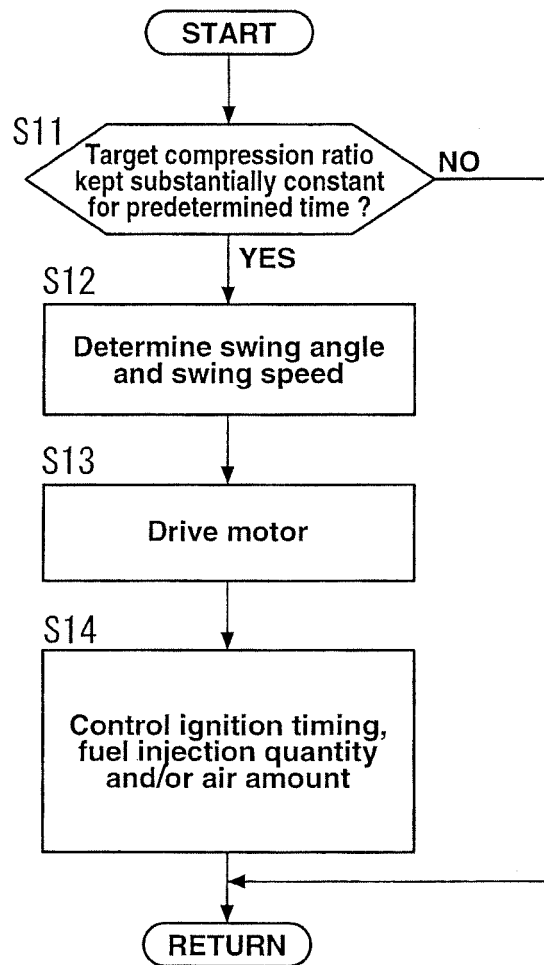 START
S11
Target compression ratio
kept substantially constant
for predetermined time ?
NO
YES
S12
Determine swing angle
and swing speed
S13
Drive motor
S14
Control ignition timing,
fuel injection quantity
and/or air amount
RETURN